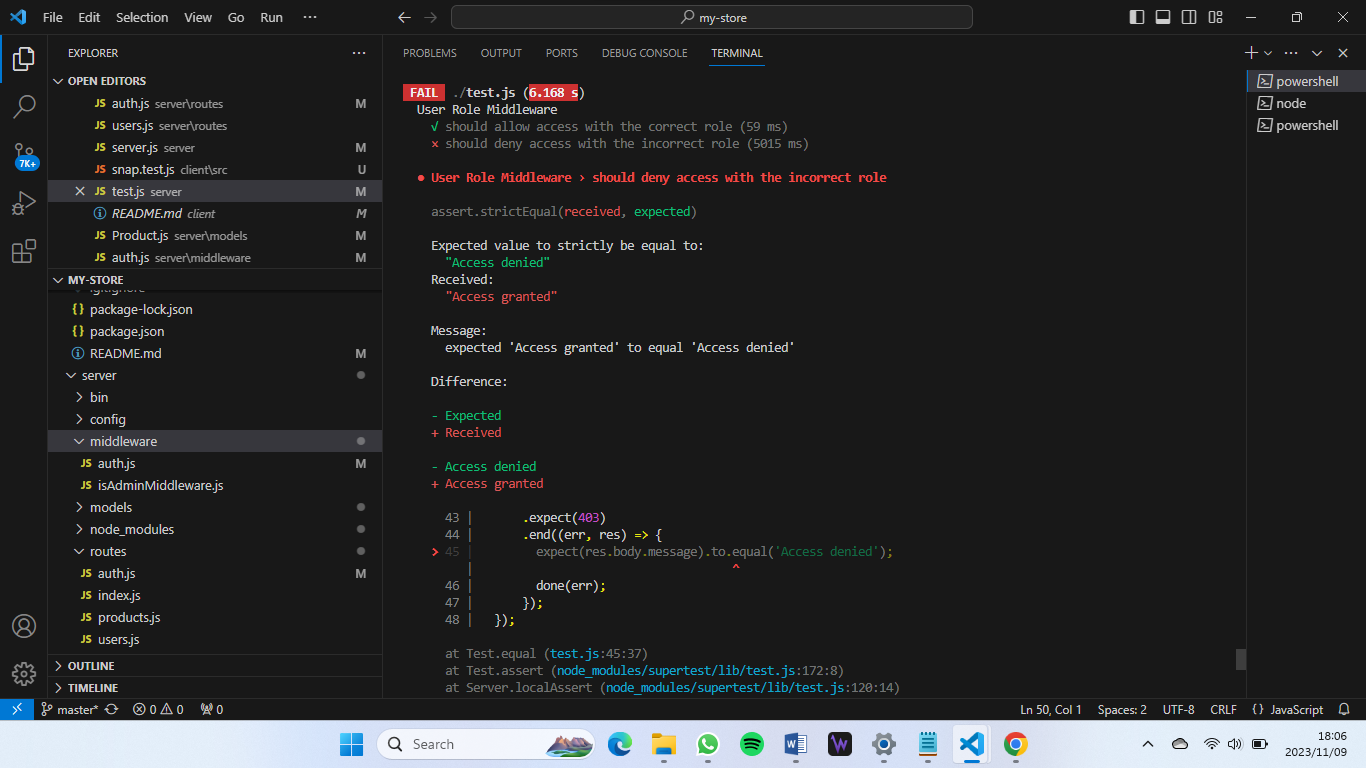 File Edit Selection View Go Run ··· my-store
EXPLORER ···
OPEN EDITORS
JS auth.js server\routes M
JS users.js server\routes
JS server.js server M
JS snap.test.js client\src U
JS test.js server M
README.md client M
JS Product.js server\models M
JS auth.js server\middleware M
MY-STORE
{} package-lock.json
{} package.json
README.md M
server
bin
config
middleware
JS auth.js M
JS isAdminMiddleware.js
models
node_modules
routes
JS auth.js M
JS index.js
JS products.js
JS users.js
OUTLINE
TIMELINE
7K+
PROBLEMS OUTPUT PORTS DEBUG CONSOLE TERMINAL
FAIL ./test.js (6.168 s)
User Role Middleware
√ should allow access with the correct role (59 ms)
× should deny access with the incorrect role (5015 ms)
● User Role Middleware › should deny access with the incorrect role
assert.strictEqual(received, expected)
Expected value to strictly be equal to:
"Access denied"
Received:
"Access granted"
Message:
expected 'Access granted' to equal 'Access denied'
Difference:
- Expected
+ Received
- Access denied
+ Access granted
43 | .expect(403)
44 | .end((err, res) => {
> 45 | expect(res.body.message).to.equal('Access denied');
| ^
46 | done(err);
47 | });
48 | });
at Test.equal (test.js:45:37)
at Test.assert (node_modules/supertest/lib/test.js:172:8)
at Server.localAssert (node_modules/supertest/lib/test.js:120:14)
powershell
node
powershell
master* 0 0 0 Ln 50, Col 1 Spaces: 2 UTF-8 CRLF {} JavaScript
Search
18:06
2023/11/09